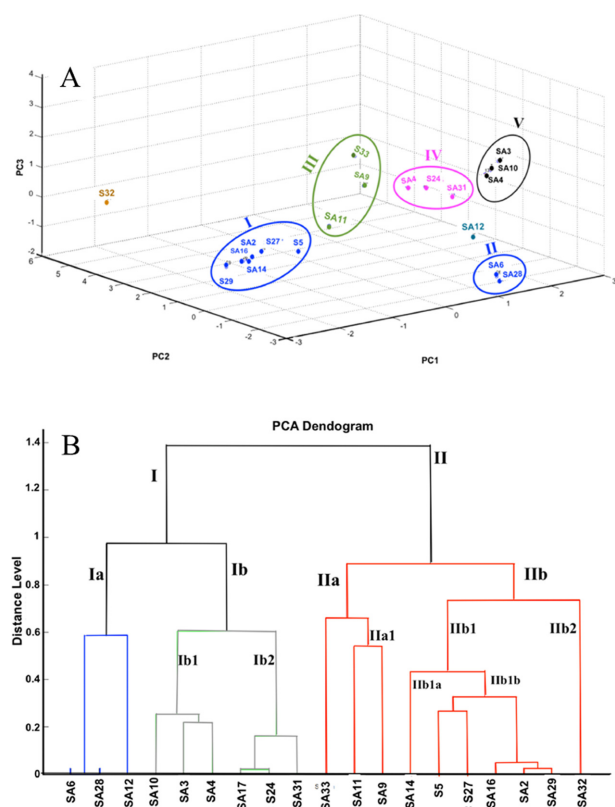 A
4
3
2
1
0
-1
-2
PC3
6
5
4
3
2
1
0
-1
-2
-3
PC2
-3
-2
-1
0
1
2
3
PC1
S32
I
SA2
S27
S5
SA16
SA14
S29
III
S33
SA9
SA11
IV
SA4
S24
SA31
V
SA3
SA10
SA4
SA12
II
SA6
SA28
B
PCA Dendogram
Distance Level
1.4
1.2
1
0.8
0.6
0.4
0.2
0
I
II
Ia
Ib
IIa
IIb
IIa1
IIb1
IIb2
Ib1
Ib2
IIb1a
IIb1b
SA6
SA28
SA12
SA10
SA3
SA4
SA17
S24
SA31
SA33
SA11
SA9
SA14
S5
S27
SA16
SA2
SA29
SA32